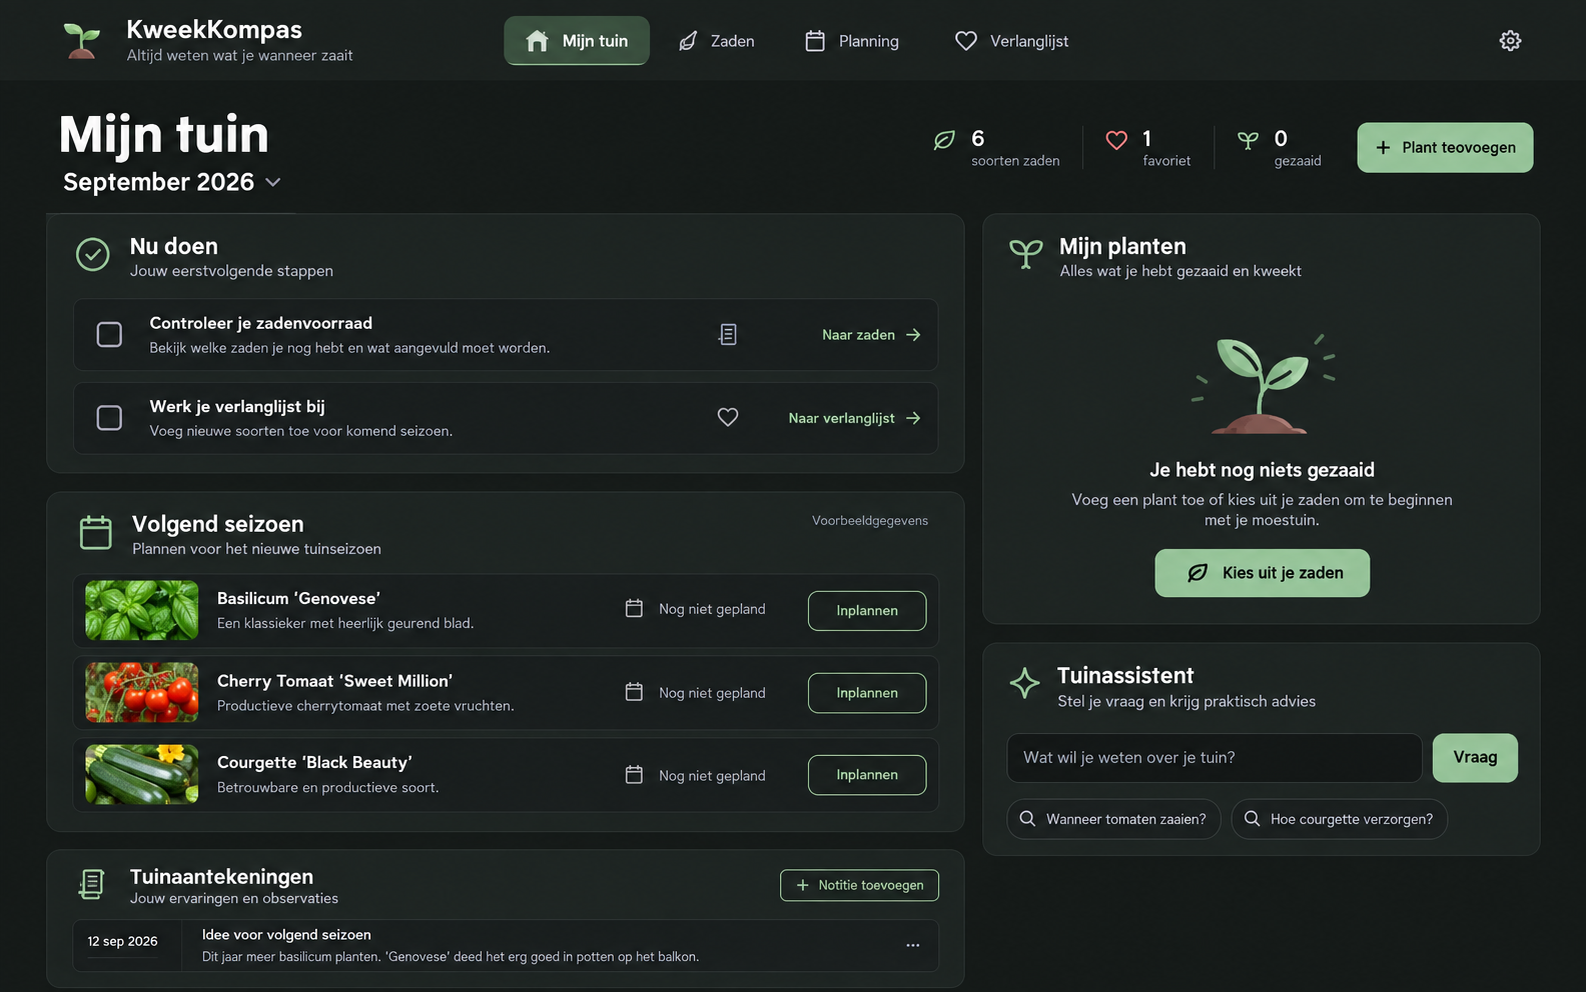 KweekKompas
Altijd weten wat je wanneer zaait
Mijn tuin
Zaden
Planning
Verlanglijst
Mijn tuin
September 2026
6
soorten zaden
1
favoriet
0
gezaaid
+ Plant teovoegen
Nu doen
Jouw eerstvolgende stappen
Controleer je zadenvoorraad
Bekijk welke zaden je nog hebt en wat aangevuld moet worden.
Naar zaden →
Werk je verlanglijst bij
Voeg nieuwe soorten toe voor komend seizoen.
Naar verlanglijst →
Volgend seizoen
Plannen voor het nieuwe tuinseizoen
Voorbeeldgegevens
Basilicum ‘Genovese’
Een klassieker met heerlijk geurend blad.
Nog niet gepland
Inplannen
Cherry Tomaat ‘Sweet Million’
Productieve cherrytomaat met zoete vruchten.
Nog niet gepland
Inplannen
Courgette ‘Black Beauty’
Betrouwbare en productieve soort.
Nog niet gepland
Inplannen
Tuinaantekeningen
Jouw ervaringen en observaties
+ Notitie toevoegen
12 sep 2026
Idee voor volgend seizoen
Dit jaar meer basilicum planten. 'Genovese' deed het erg goed in potten op het balkon.
...
Mijn planten
Alles wat je hebt gezaaid en kweekt
Je hebt nog niets gezaaid
Voeg een plant toe of kies uit je zaden om te beginnen
met je moestuin.
Kies uit je zaden
Tuinassistent
Stel je vraag en krijg praktisch advies
Wat wil je weten over je tuin?
Vraag
Wanneer tomaten zaaien?
Hoe courgette verzorgen?